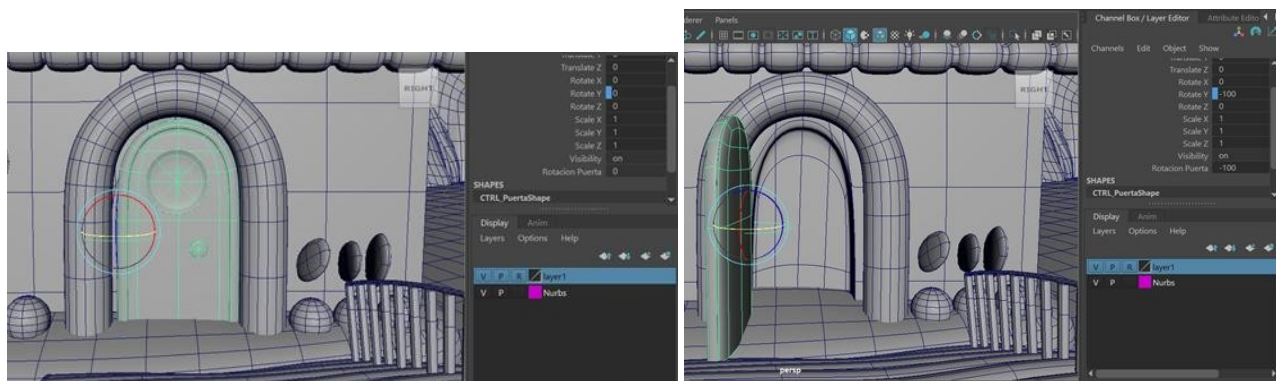 RIGHT
Translate Z 0
Rotate X 0
Rotate Y 0
Rotate Z 0
Scale X 1
Scale Y 1
Scale Z 1
Visibility on
Rotacion Puerta 0
SHAPES
CTRL_PuertaShape
Display Anim
Layers Options Help
V P R layer1
V P Nurbs
derer Panels
RIGHT
persp
Channel Box / Layer Editor Attribute Edito
Channels Edit Object Show
Translate Z 0
Rotate X 0
Rotate Y -100
Rotate Z 0
Scale X 1
Scale Y 1
Scale Z 1
Visibility on
Rotacion Puerta -100
SHAPES
CTRL_PuertaShape
Display Anim
Layers Options Help
V P R layer1
V P Nurbs